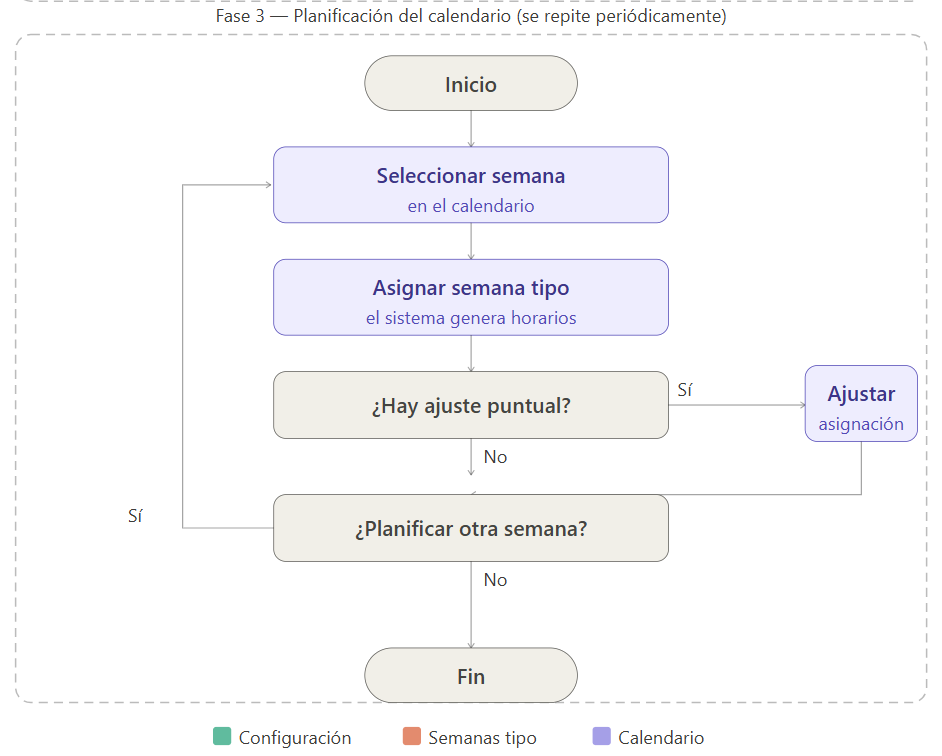 Fase 3 — Planificación del calendario (se repite periódicamente)
Inicio
Seleccionar semana
en el calendario
Asignar semana tipo
el sistema genera horarios
¿Hay ajuste puntual?
Sí
Ajustar
asignación
No
Sí
¿Planificar otra semana?
No
Fin
Configuración
Semanas tipo
Calendario